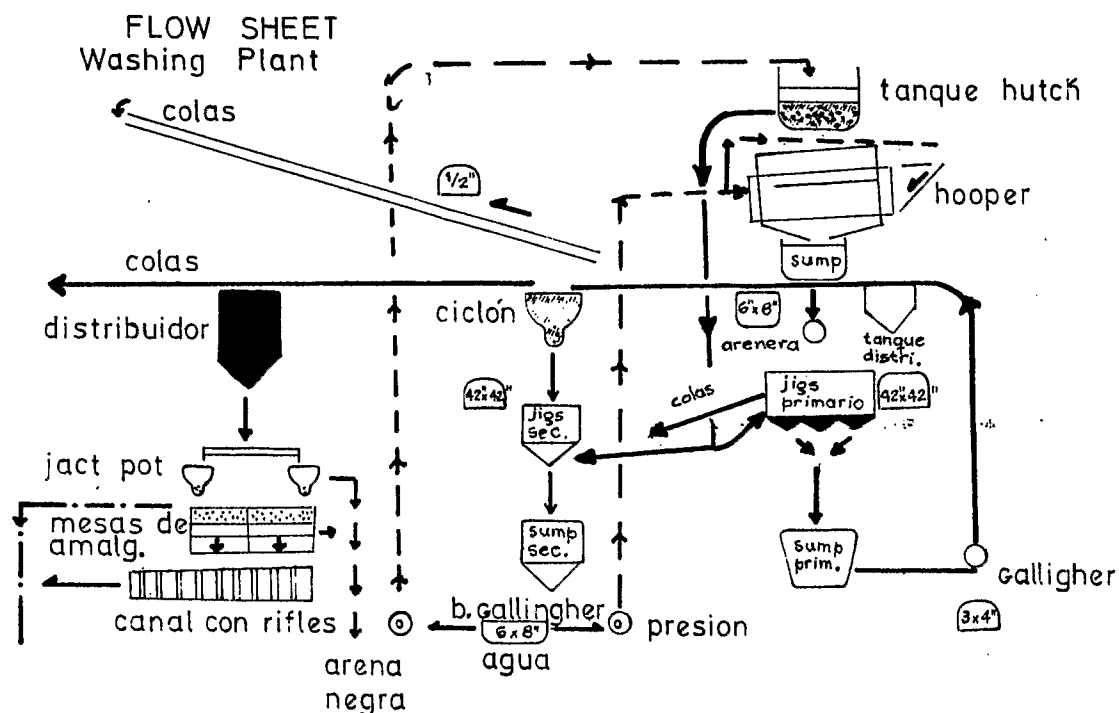 FLOW SHEET
Washing Plant
colas
1/2"
tanque hutck
hooper
sump
colas
distribuidor
ciclón
6"x8"
arenera
tanque
distri.
42"x42"
jigs
sec.
colas
jigs
primario
42"x42"
jact pot
mesas de
amalg.
sump
sec.
sump
prim.
Galligher
3x4"
canal con rifles
b. Gallingher
6x8"
agua
presion
arena
negra